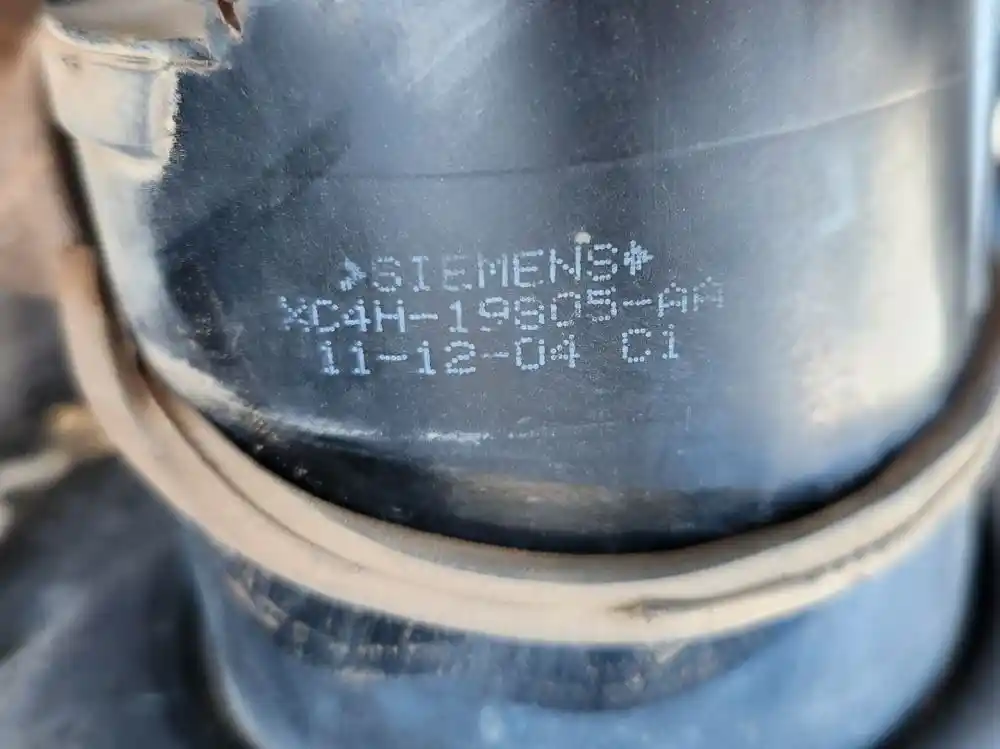 *SIEMENS*
XC4H-19805-AA
11-12-04 C1